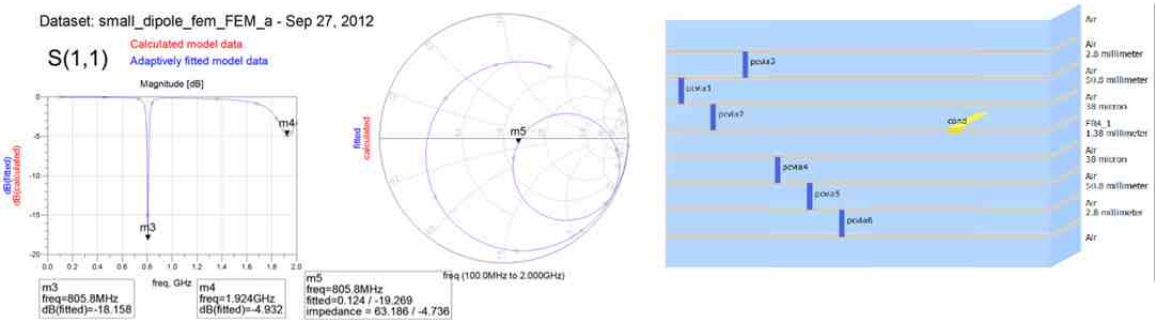 Dataset: small_dipole_fem_FEM_a - Sep 27, 2012
S(1,1)
Calculated model data
Adaptively fitted model data
Magnitude [dB]
0
-5
-10
-15
-20
dB(fitted)
dB(calculated)
m4
m3
0.0 0.2 0.4 0.6 0.8 1.0 1.2 1.4 1.6 1.8 2.0
freq, GHz
m3
freq=805.8MHz
dB(fitted)=-18.158
m4
freq=1.924GHz
dB(fitted)=-4.932
fitted
calculated
m5
freq (100.0MHz to 2.000GHz)
m5
freq=805.8MHz
fitted=0.124 / -19.269
impedance = 63.186 / -4.736
pcvia3
pcvia1
pcvia2
cond
pcvia4
pcvia5
pcvia6
Air
Air
2.8 millimeter
Air
50.8 millimeter
Air
38 micron
FR4_1
1.38 millimeter
Air
38 micron
Air
50.8 millimeter
Air
2.8 millimeter
Air